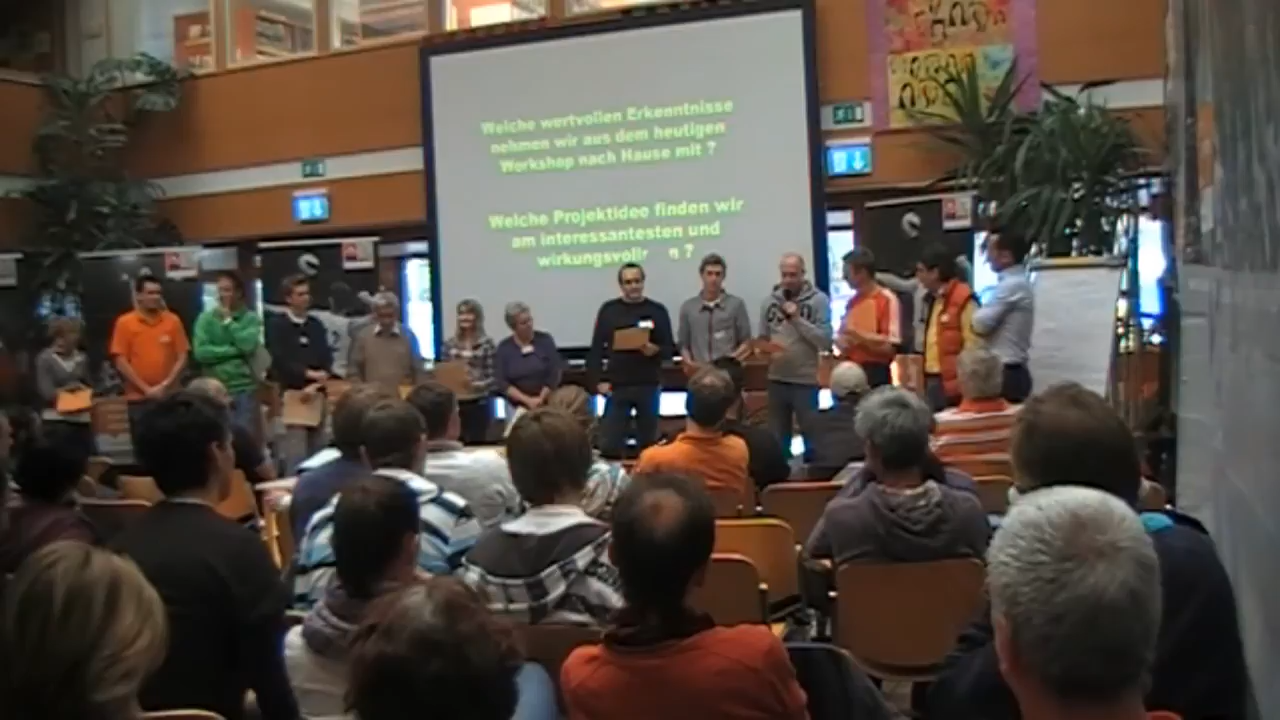 Welche wertvollen Erkenntnisse
nehmen wir aus dem heutigen
Workshop nach Hause mit ?
Welche Projektidee finden wir
am interessantesten und
?